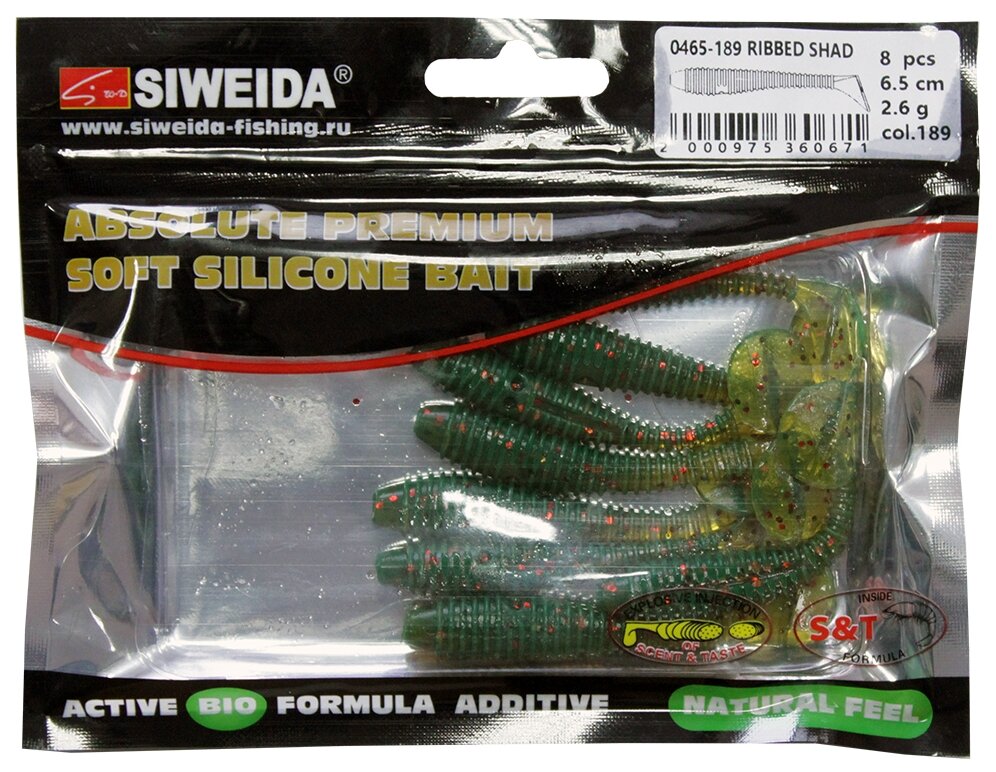 SIWEIDA®
www.siweida-fishing.ru
0465-189 RIBBED SHAD
8 pcs
6.5 cm
2.6 g
col.189
2 000975 360671
ABSOLUTE PREMIUM
SOFT SILICONE BAIT
EXPLOSIVE INJECTION
OF
SCENT & TASTE
INSIDE
S&T
FORMULA
ACTIVE BIO FORMULA ADDITIVE
NATURAL FEEL